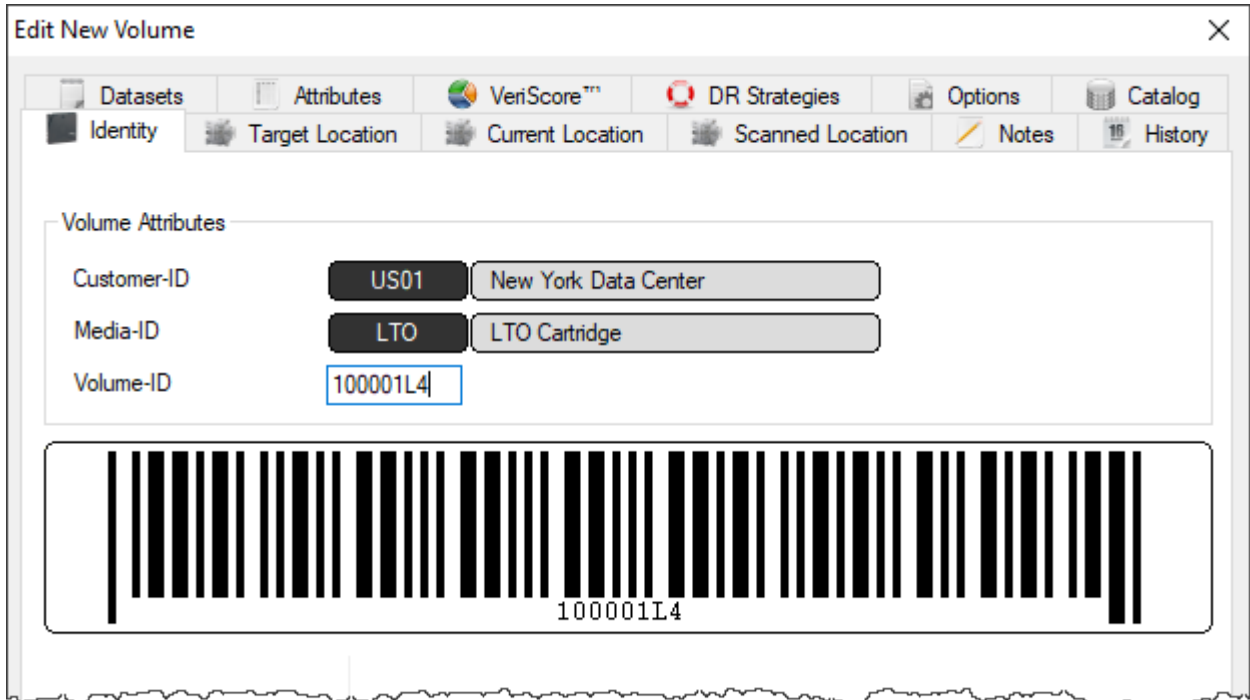 Edit New Volume
Datasets Attributes VeriScore™ DR Strategies Options Catalog
Identity Target Location Current Location Scanned Location Notes 16 History
Volume Attributes
Customer-ID US01 New York Data Center
Media-ID LTO LTO Cartridge
Volume-ID 100001L4
100001L4